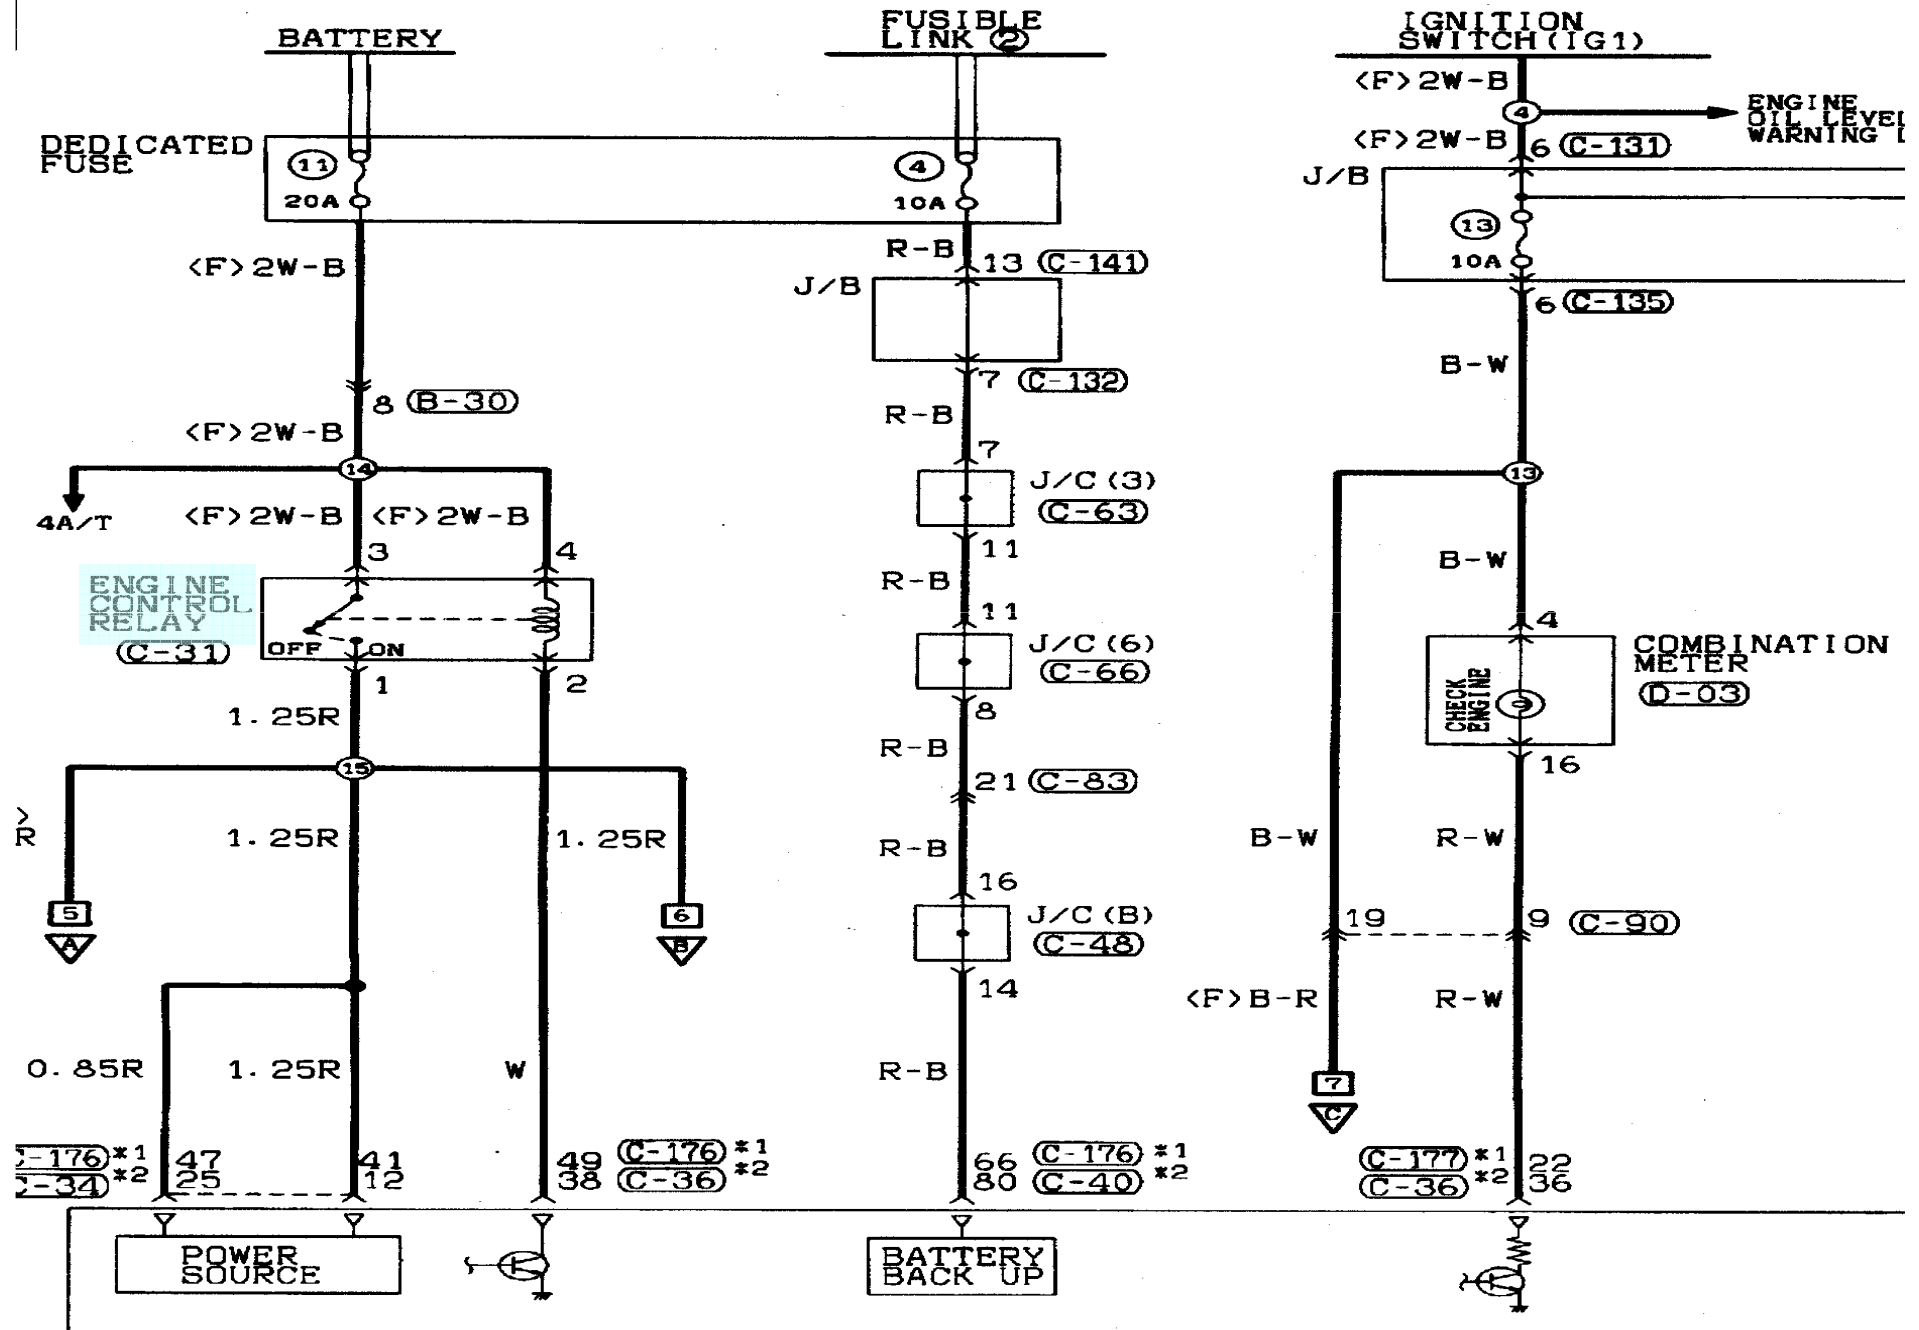 BATTERY
FUSIBLE
LINK 2
IGNITION
SWITCH(IG1)
<F>2W-B
4
ENGINE
OIL LEVEL
WARNING L
<F>2W-B
6 C-131
DEDICATED
FUSE
11
20A
4
10A
J/B
13
10A
6 C-135
<F>2W-B
R-B
13 C-141
J/B
7 C-132
B-W
8 B-30
<F>2W-B
R-B
14
4A/T
<F>2W-B
<F>2W-B
3
4
7
J/C(3)
C-63
11
13
B-W
ENGINE
CONTROL
RELAY
C-31
OFF
ON
1
2
R-B
11
J/C(6)
C-66
8
4
COMBINATION
METER
D-03
CHECK
ENGINE
16
1.25R
15
R-B
21 C-83
>
R
1.25R
1.25R
R-B
16
B-W
R-W
5
A
6
B
J/C(B)
C-48
14
19
9 C-90
<F>B-R
R-W
0.85R
1.25R
W
R-B
7
C
C-176 *1
C-34 *2
47
25
41
12
49
38
C-176 *1
C-36 *2
66
80
C-176 *1
C-40 *2
C-177 *1
C-36 *2
22
36
POWER
SOURCE
BATTERY
BACK UP